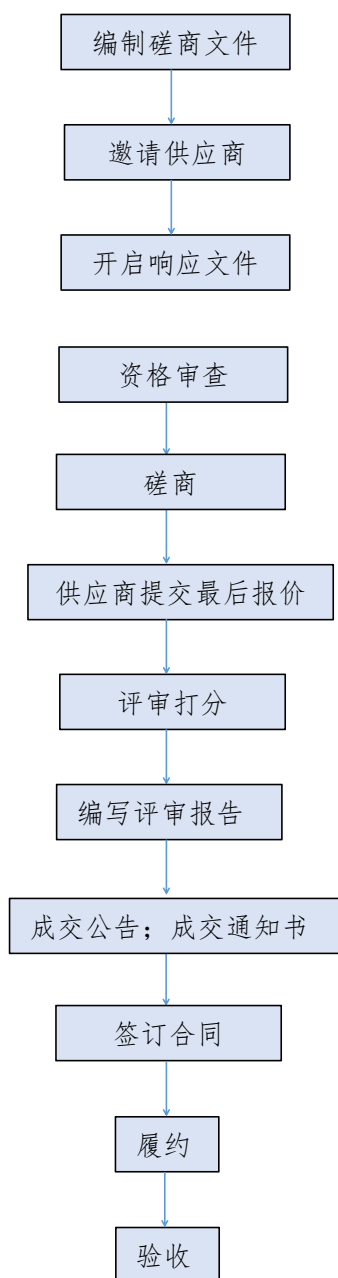 编制磋商文件
邀请供应商
开启响应文件
资格审查
磋商
供应商提交最后报价
评审打分
编写评审报告
成交公告；成交通知书
签订合同
履约
验收